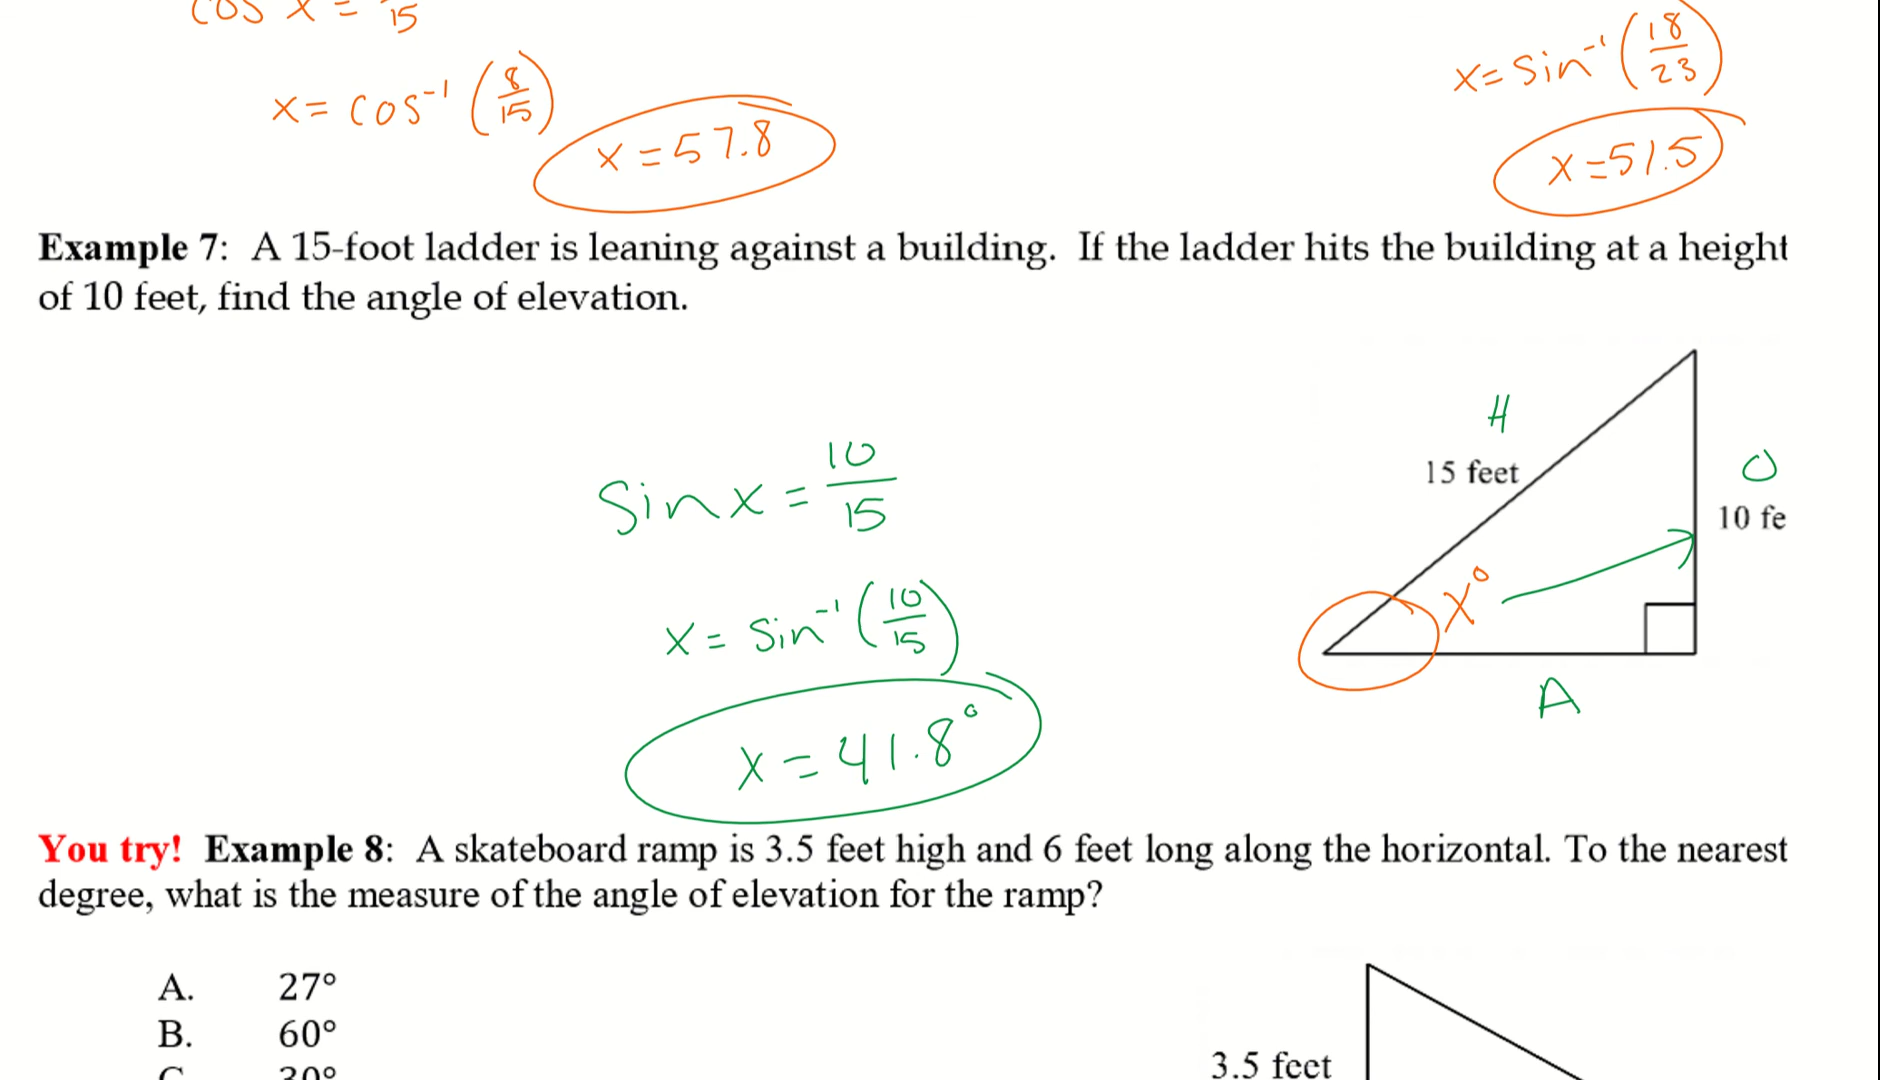 cos x = 15
x = cos⁻¹ (8/15)
x = 57.8
x = sin⁻¹ (18/23)
x = 51.5
Example 7: A 15-foot ladder is leaning against a building. If the ladder hits the building at a height
of 10 feet, find the angle of elevation.
sin x = 10/15
x = sin⁻¹ (10/15)
x = 41.8°
H
15 feet
O
10 fe
x°
A
You try! Example 8: A skateboard ramp is 3.5 feet high and 6 feet long along the horizontal. To the nearest
degree, what is the measure of the angle of elevation for the ramp?
A. 27°
B. 60°
3.5 feet